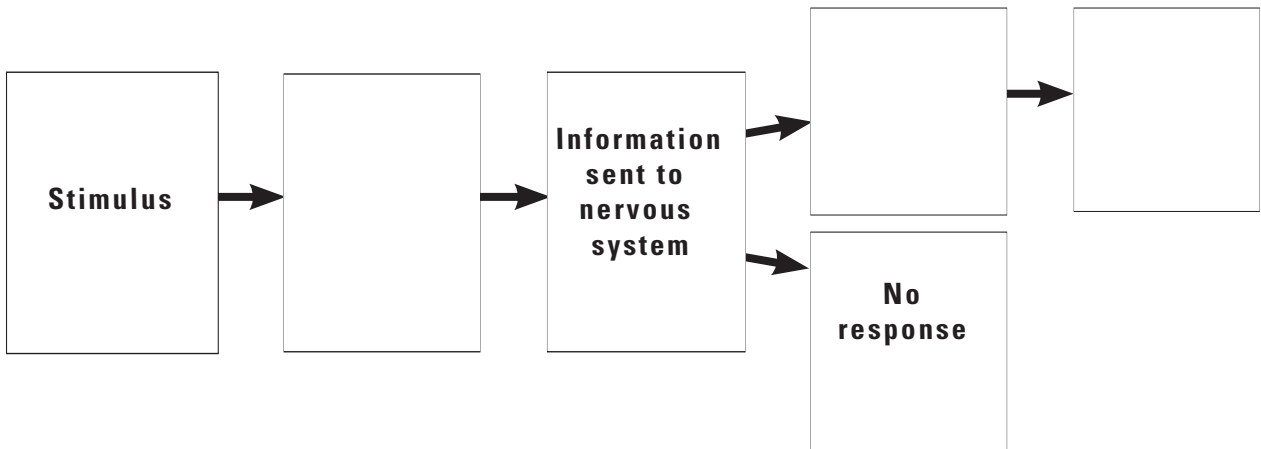 Stimulus
Information
sent to
nervous
system
No
response